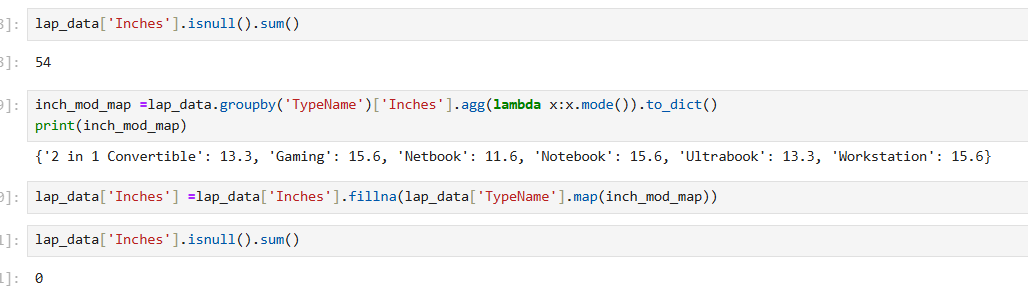 3]: lap_data['Inches'].isnull().sum()
3]: 54
9]: inch_mod_map =lap_data.groupby('TypeName')['Inches'].agg(lambda x:x.mode()).to_dict()
print(inch_mod_map)
{'2 in 1 Convertible': 13.3, 'Gaming': 15.6, 'Netbook': 11.6, 'Notebook': 15.6, 'Ultrabook': 13.3, 'Workstation': 15.6}
0]: lap_data['Inches'] =lap_data['Inches'].fillna(lap_data['TypeName'].map(inch_mod_map))
1]: lap_data['Inches'].isnull().sum()
1]: 0